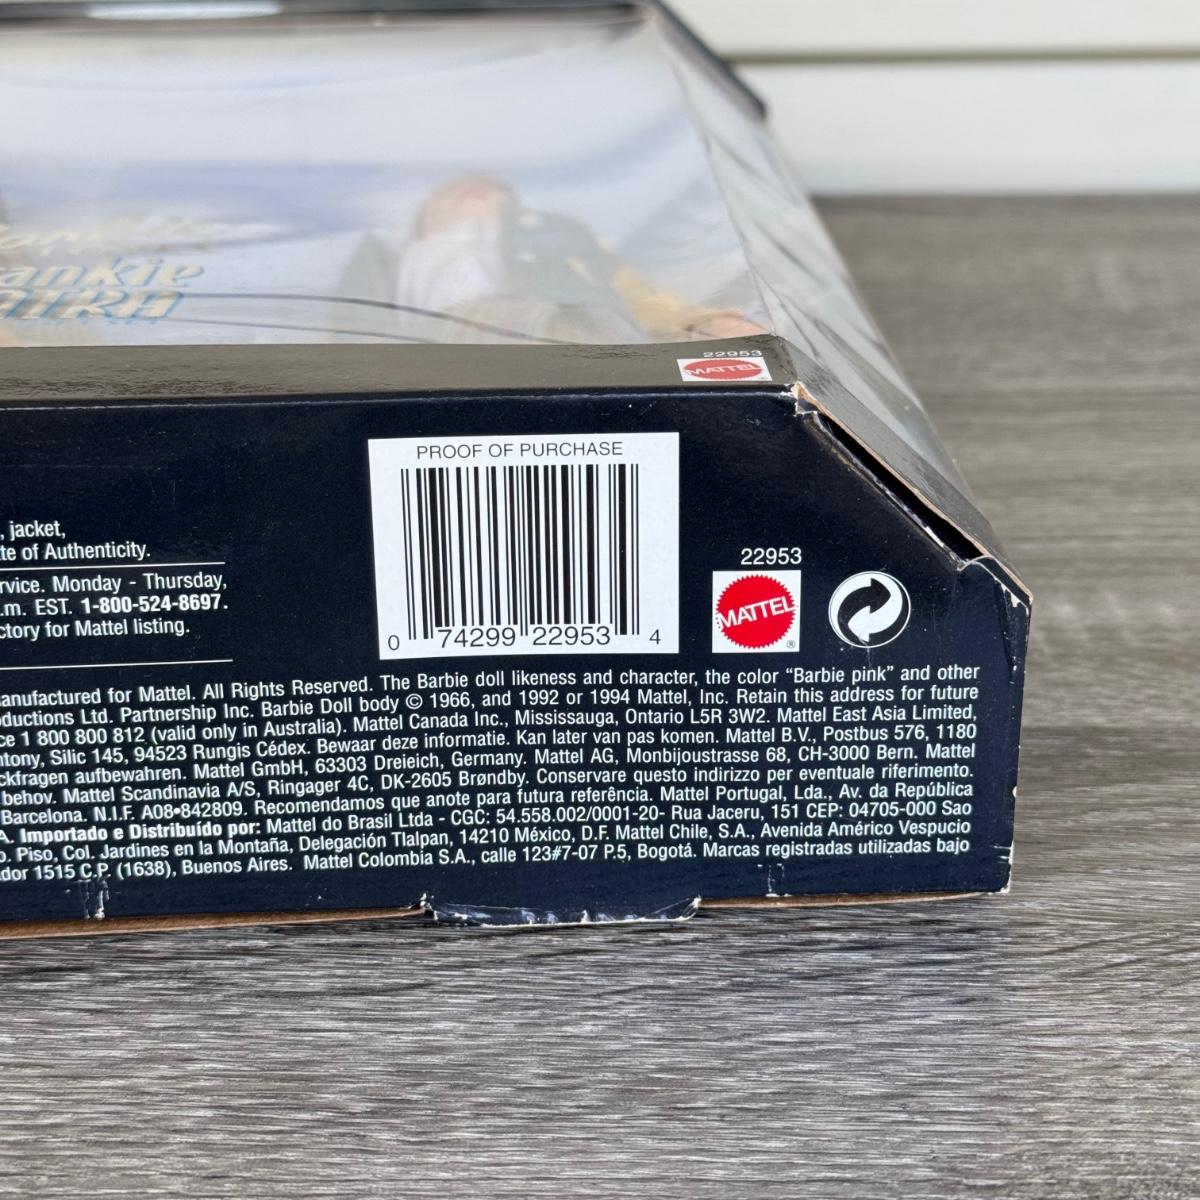 22953
MATTEL
PROOF OF PURCHASE
0 74299 22953 4
22953
MATTEL®
, jacket,
te of Authenticity.
rvice. Monday - Thursday,
.m. EST. 1-800-524-8697.
ctory for Mattel listing.
anufactured for Mattel. All Rights Reserved. The Barbie doll likeness and character, the color “Barbie pink” and other
ductions Ltd. Partnership Inc. Barbie Doll body © 1966, and 1992 or 1994 Mattel, Inc. Retain this address for future
ce 1 800 800 812 (valid only in Australia). Mattel Canada Inc., Mississauga, Ontario L5R 3W2. Mattel East Asia Limited,
ntony, Silic 145, 94523 Rungis Cédex. Bewaar deze informatie. Kan later van pas komen. Mattel B.V., Postbus 576, 1180
ckfragen aufbewahren. Mattel GmbH, 63303 Dreieich, Germany. Mattel AG, Monbijoustrasse 68, CH-3000 Bern. Mattel
behov. Mattel Scandinavia A/S, Ringager 4C, DK-2605 Brøndby. Conservare questo indirizzo per eventuale riferimento.
Barcelona. N.I.F. A08•842809. Recomendamos que anote para futura referência. Mattel Portugal, Lda., Av. da República
A. Importado e Distribuído por: Mattel do Brasil Ltda - CGC: 54.558.002/0001-20- Rua Jaceru, 151 CEP: 04705-000 Sao
o. Piso, Col. Jardines en la Montaña, Delegación Tlalpan, 14210 México, D.F. Mattel Chile, S.A., Avenida Américo Vespucio
dor 1515 C.P. (1638), Buenos Aires. Mattel Colombia S.A., calle 123#7-07 P.5, Bogotá. Marcas registradas utilizadas bajo